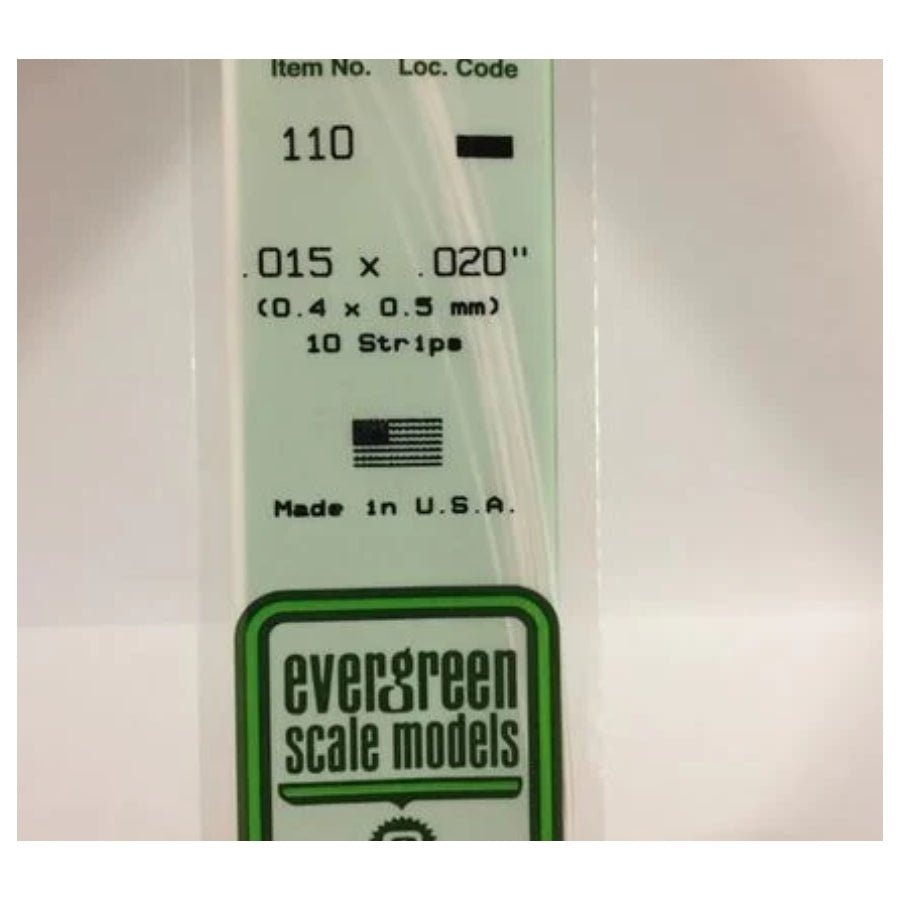 Item No. Loc. Code
110
.015 x .020"
(0.4 x 0.5 mm)
10 Strips
Made in U.S.A.
evergreen
scale models